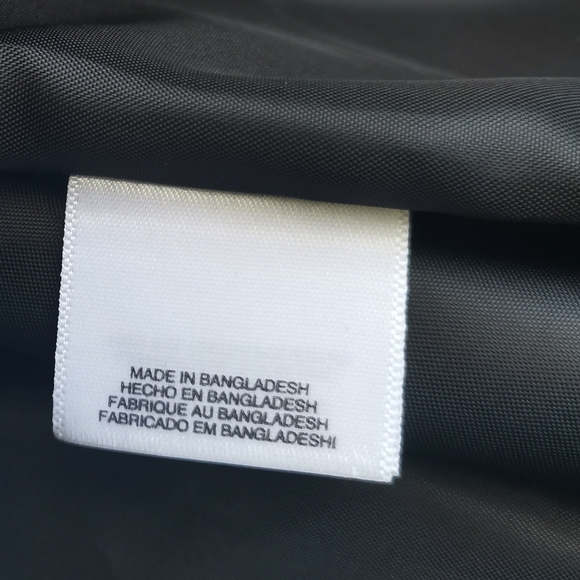 MADE IN BANGLADESH
HECHO EN BANGLADESH
FABRIQUE AU BANGLADESH
FABRICADO EM BANGLADESHI